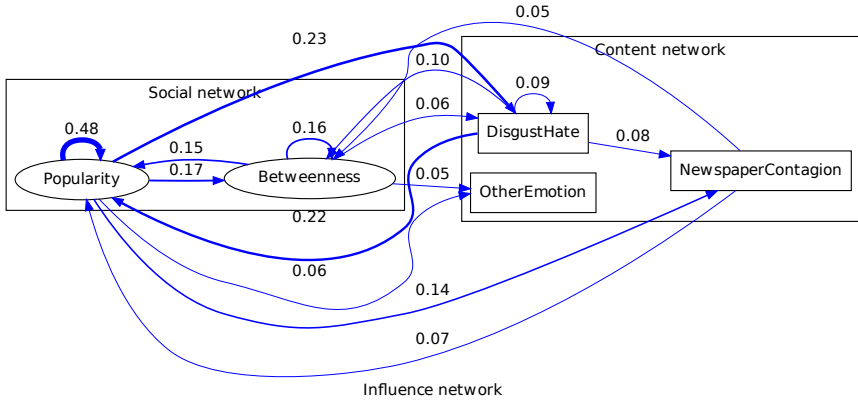 0.05
0.23
Content network
0.10
0.09
Social network
0.06
0.48
0.16
DisgustHate
0.08
0.15
NewspaperContagion
Popularity
0.17
Betweenness
0.05
OtherEmotion
0.22
0.06
0.14
0.07
Influence network